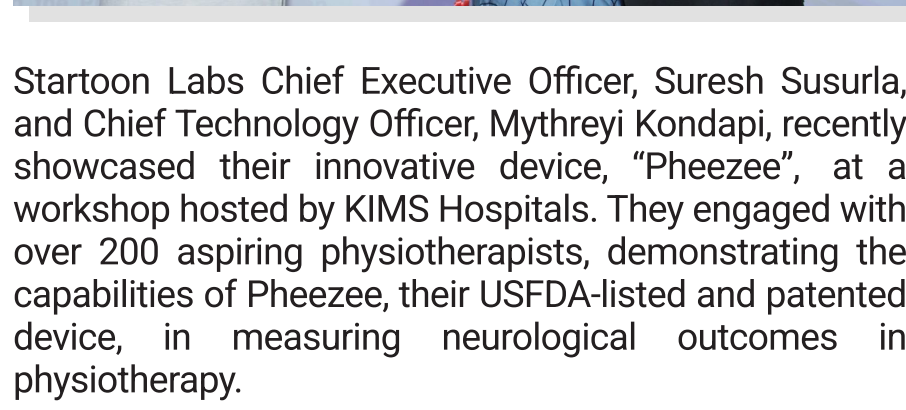 Startoon Labs Chief Executive Officer, Suresh Susurla,
and Chief Technology Officer, Mythreyi Kondapi, recently
showcased their innovative device, “Pheezee”, at a
workshop hosted by KIMS Hospitals. They engaged with
over 200 aspiring physiotherapists, demonstrating the
capabilities of Pheezee, their USFDA-listed and patented
device, in measuring neurological outcomes in
physiotherapy.